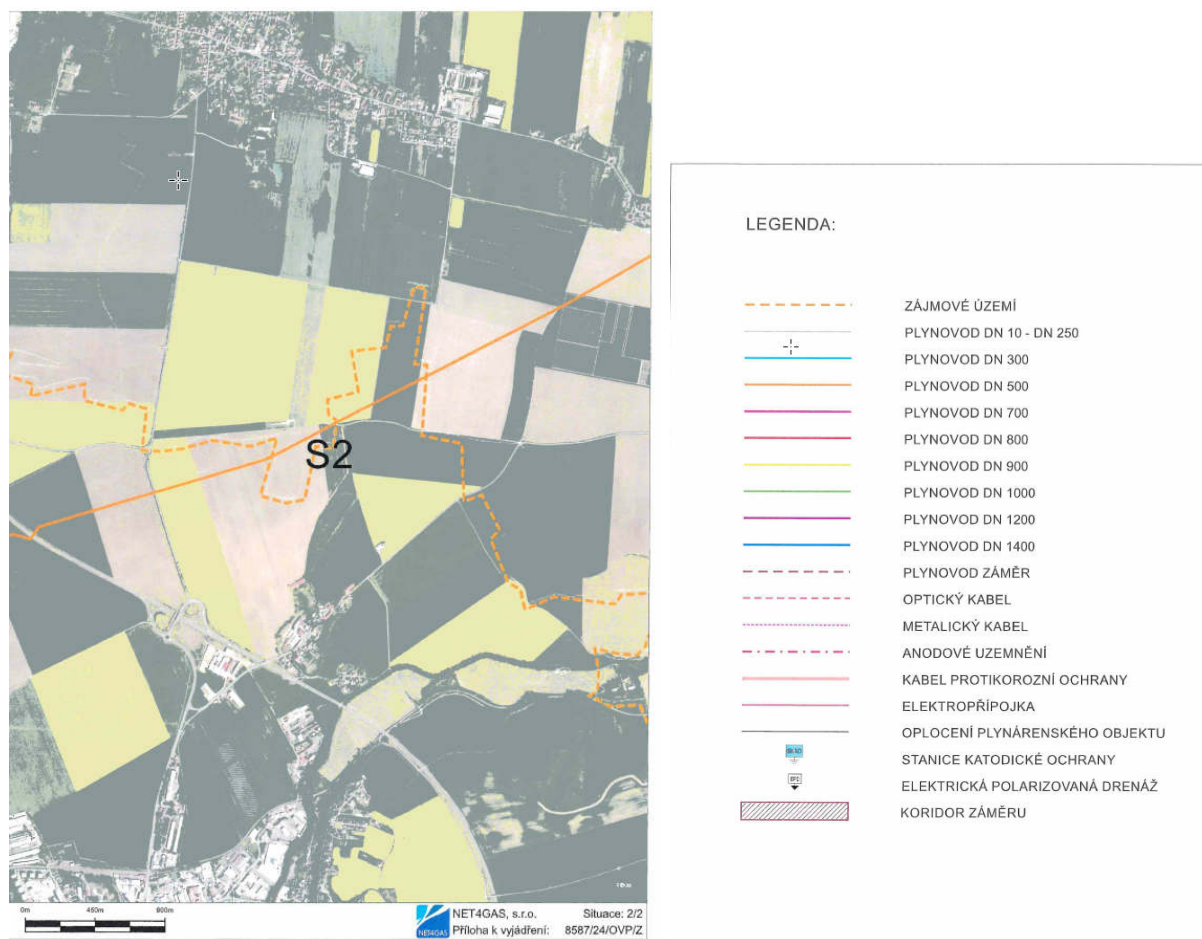 S2
0m 450m 900m
NET4GAS
NET4GAS, s.r.o. Situace: 2/2
Příloha k vyjádření: 8587/24/OVP/Z
LEGENDA:
ZÁJMOVÉ ÚZEMÍ
PLYNOVOD DN 10 - DN 250
PLYNOVOD DN 300
PLYNOVOD DN 500
PLYNOVOD DN 700
PLYNOVOD DN 800
PLYNOVOD DN 900
PLYNOVOD DN 1000
PLYNOVOD DN 1200
PLYNOVOD DN 1400
PLYNOVOD ZÁMĚR
OPTICKÝ KABEL
METALICKÝ KABEL
ANODOVÉ UZEMNĚNÍ
KABEL PROTIKOROZNÍ OCHRANY
ELEKTROPŘÍPOJKA
OPLOCENÍ PLYNÁRENSKÉHO OBJEKTU
STANICE KATODICKÉ OCHRANY
EPD
ELEKTRICKÁ POLARIZOVANÁ DRENÁŽ
KORIDOR ZÁMĚRU